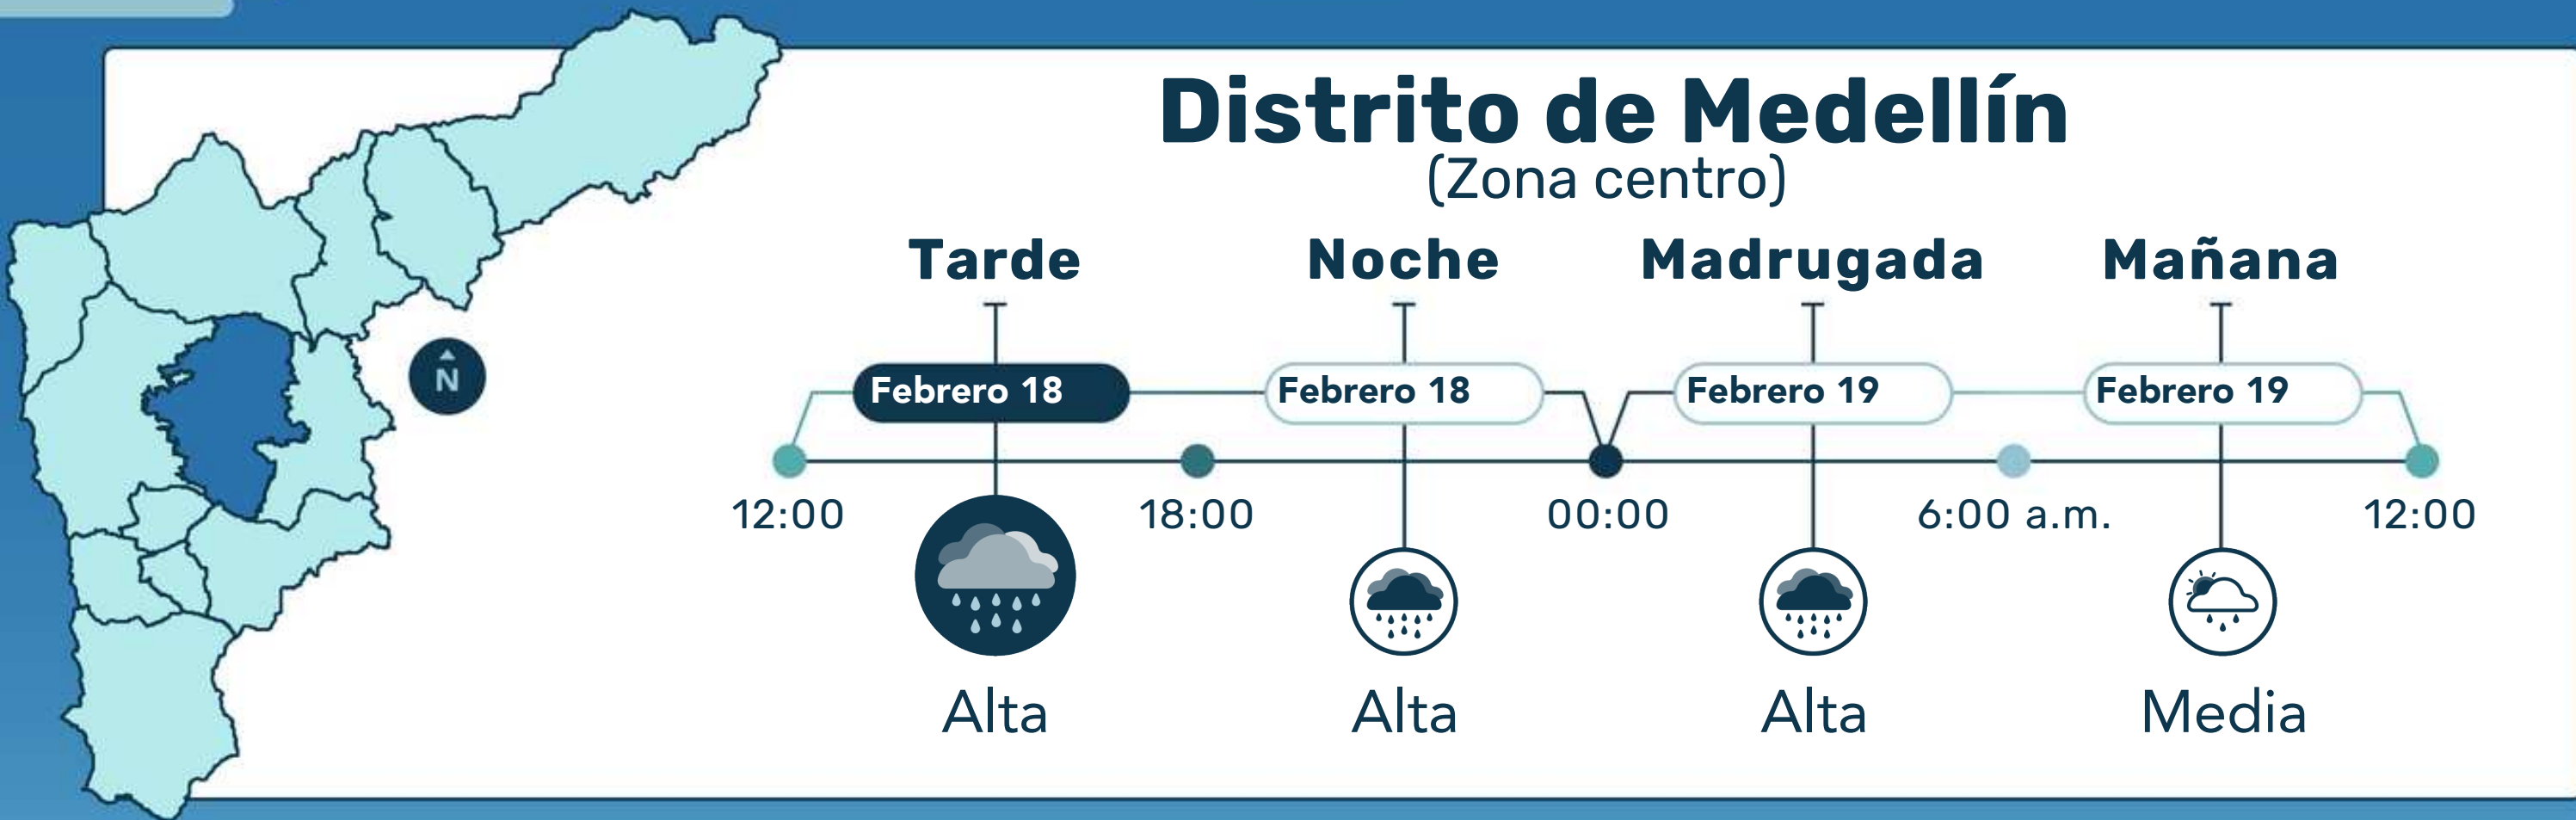 Distrito de Medellín
(Zona centro)
Tarde Noche Madrugada Mañana
Febrero 18 Febrero 18 Febrero 19 Febrero 19
N
12:00 18:00 00:00 6:00 a.m. 12:00
Alta Alta Alta Media